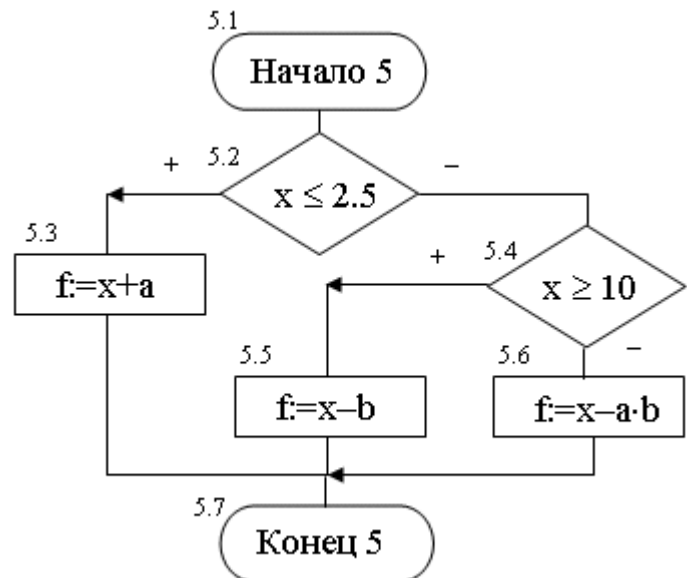 5.1
Начало 5
5.2
+
–
x ≤ 2.5
5.3
5.4
+
f:=x+a
x ≥ 10
5.5
5.6
–
f:=x–b
f:=x–a·b
5.7
Конец 5